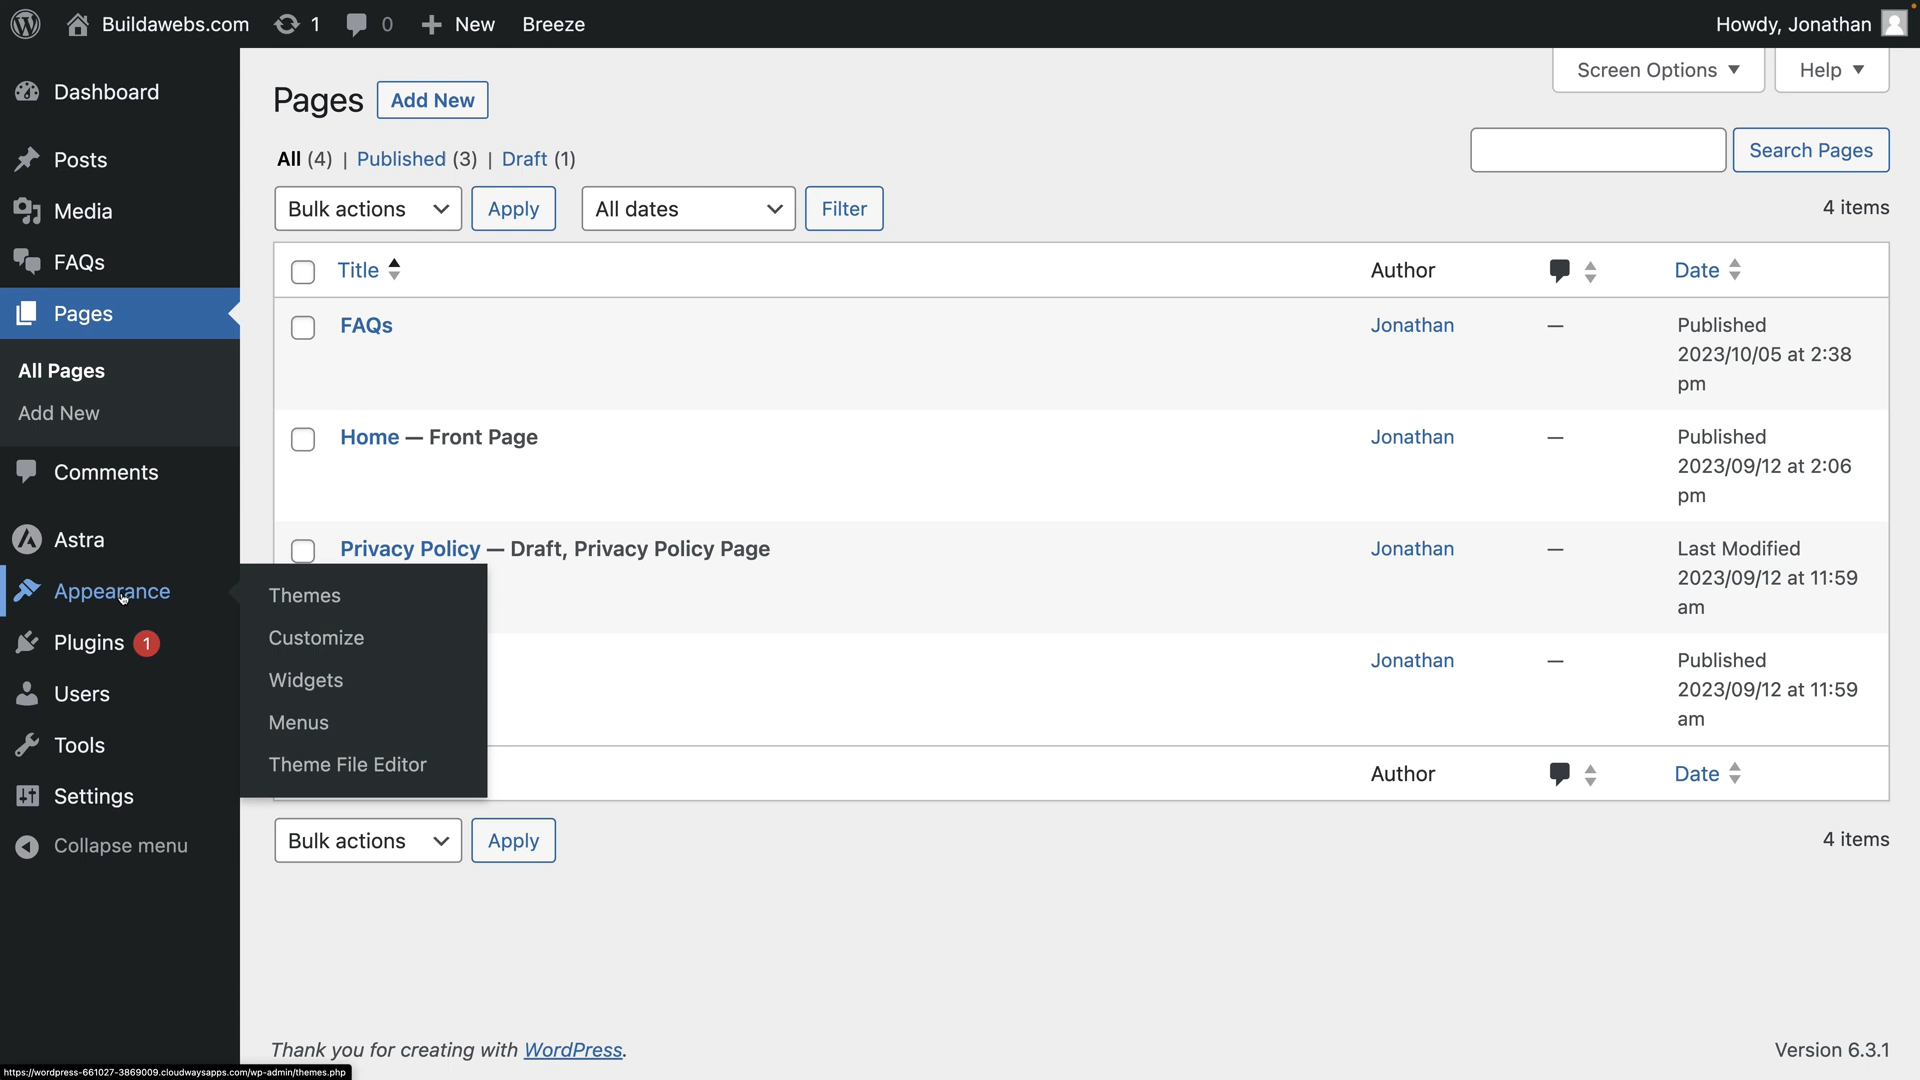 Buildawebs.com 1 0 New Breeze Howdy, Jonathan
Dashboard
Posts
Media
FAQs
Pages
All Pages
Add New
Comments
Astra
Appearance
Plugins 1
Users
Tools
Settings
Collapse menu
Themes
Customize
Widgets
Menus
Theme File Editor
Screen Options Help
Pages Add New
All (4) | Published (3) | Draft (1)
Search Pages
Bulk actions Apply All dates Filter 4 items
Title Author Date
FAQs Jonathan — Published
2023/10/05 at 2:38
pm
Home — Front Page Jonathan — Published
2023/09/12 at 2:06
pm
Privacy Policy — Draft, Privacy Policy Page Jonathan — Last Modified
2023/09/12 at 11:59
am
Jonathan — Published
2023/09/12 at 11:59
am
Author Date
Bulk actions Apply 4 items
Thank you for creating with WordPress. Version 6.3.1
https://wordpress-661027-3869009.cloudwaysapps.com/wp-admin/themes.php